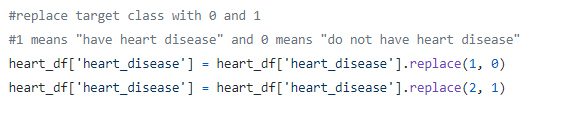 #replace target class with 0 and 1
#1 means "have heart disease" and 0 means "do not have heart disease"
heart_df['heart_disease'] = heart_df['heart_disease'].replace(1, 0)
heart_df['heart_disease'] = heart_df['heart_disease'].replace(2, 1)